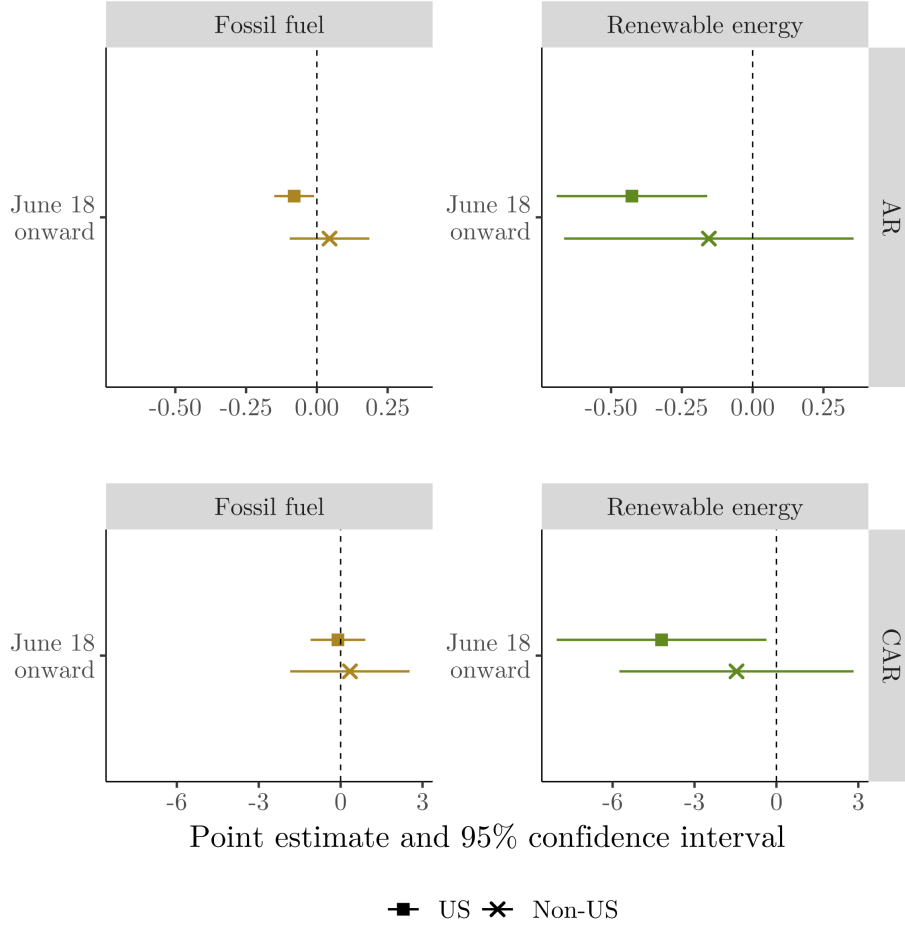 Fossil fuel
Renewable energy
June 18
onward
June 18
onward
AR
-0.50 -0.25 0.00 0.25
-0.50 -0.25 0.00 0.25
Fossil fuel
Renewable energy
June 18
onward
June 18
onward
CAR
-6 -3 0 3
-6 -3 0 3
Point estimate and 95% confidence interval
US Non-US